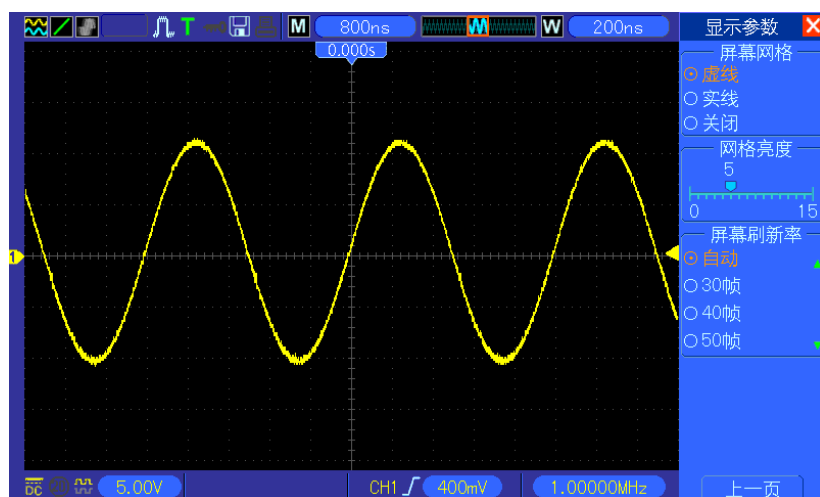 T M 800ns W 200ns
0.000s
显示参数
屏幕网格
虚线
实线
关闭
网格亮度
5
0 15
屏幕刷新率
自动
30帧
40帧
50帧
1
DC 5.00V CH1 400mV 1.00000MHz 上一页